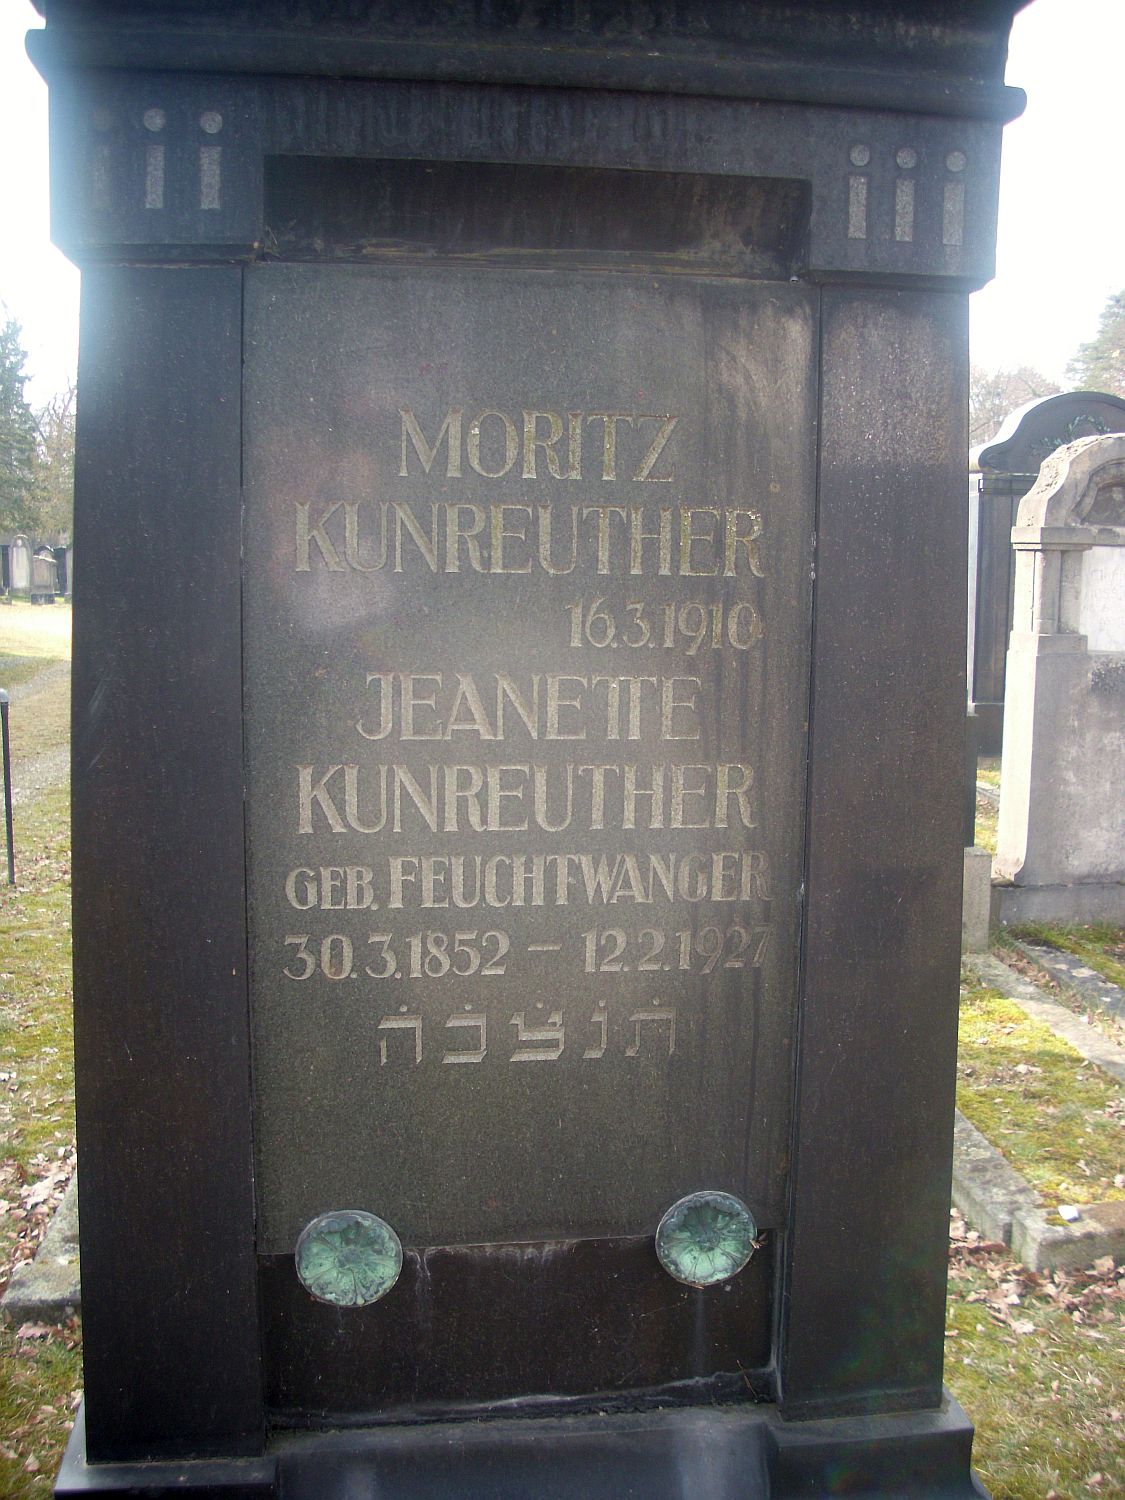 MORITZ
KUNREUTHER
16.3.1910
JEANETTE
KUNREUTHER
GEB. FEUCHTWANGER
30.3.1852 – 12.2.1927
ת̇נ̇צ̇ב̇ה̇